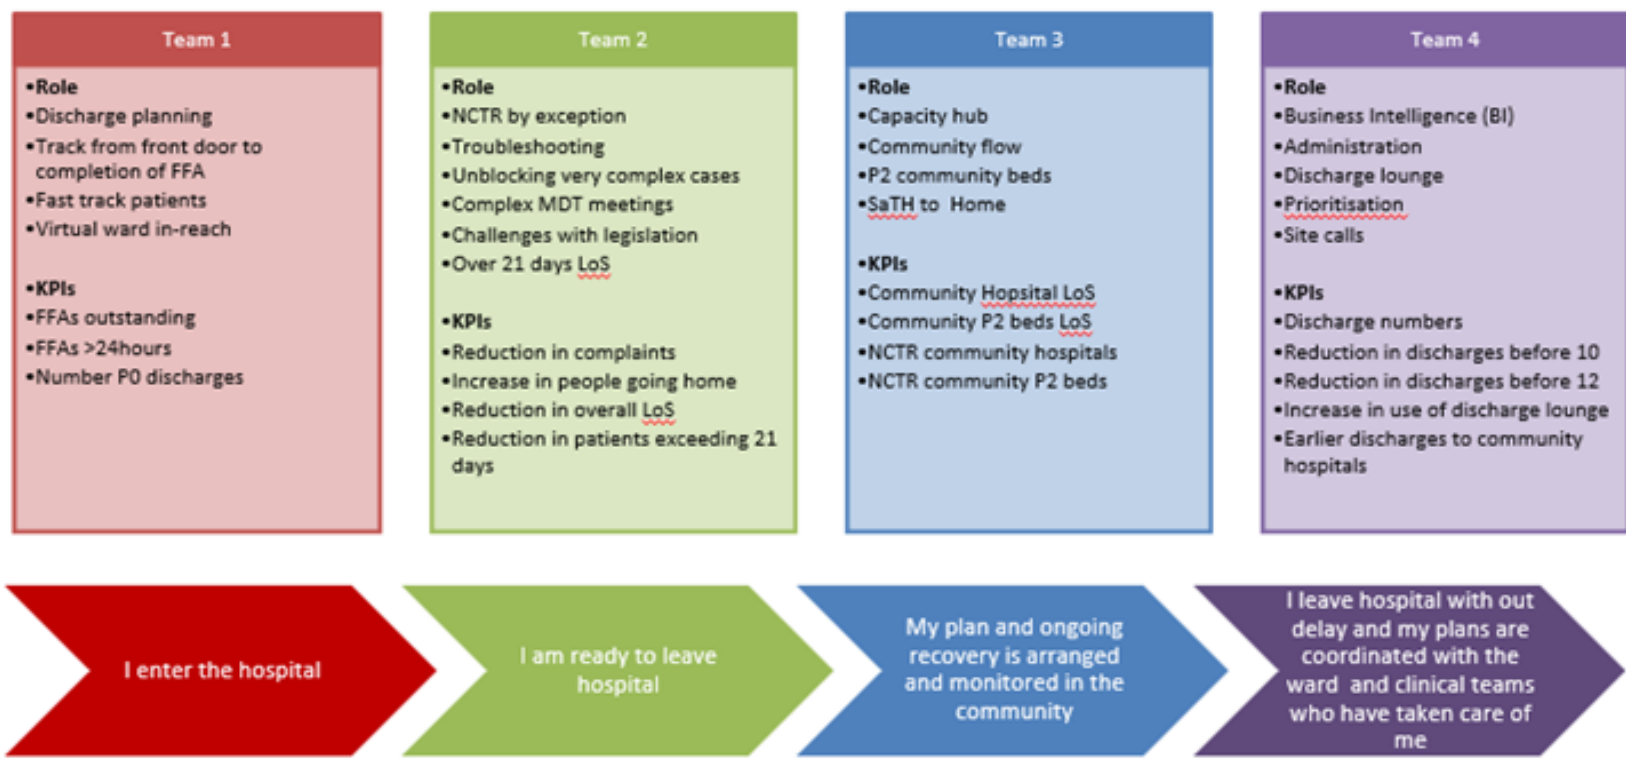 Team 1
•Role
•Discharge planning
•Track from front door to
completion of FFA
•Fast track patients
•Virtual ward in-reach
•KPIs
•FFAs outstanding
•FFAs >24hours
•Number P0 discharges
Team 2
•Role
•NCTR by exception
•Troubleshooting
•Unblocking very complex cases
•Complex MDT meetings
•Challenges with legislation
•Over 21 days LoS
•KPIs
•Reduction in complaints
•Increase in people going home
•Reduction in overall LoS
•Reduction in patients exceeding 21
days
Team 3
•Role
•Capacity hub
•Community flow
•P2 community beds
•SaTH to Home
•KPIs
•Community Hopsital LoS
•Community P2 beds LoS
•NCTR community hospitals
•NCTR community P2 beds
Team 4
•Role
•Business Intelligence (BI)
•Administration
•Discharge lounge
•Prioritisation
•Site calls
•KPIs
•Discharge numbers
•Reduction in discharges before 10
•Reduction in discharges before 12
•Increase in use of discharge lounge
•Earlier discharges to community
hospitals
I enter the hospital
I am ready to leave
hospital
My plan and ongoing
recovery is arranged
and monitored in the
community
I leave hospital with out
delay and my plans are
coordinated with the
ward and clinical teams
who have taken care of
me